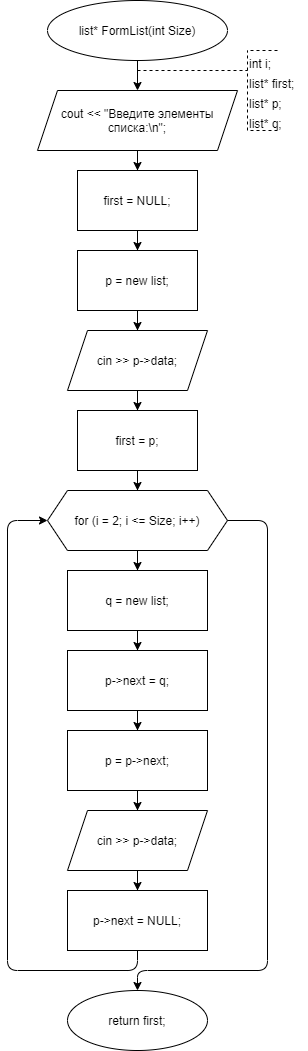 list* FormList(int Size)
int i;
list* first;
list* p;
list* q;
cout << "Введите элементы
списка:\n";
first = NULL;
p = new list;
cin >> p->data;
first = p;
for (i = 2; i <= Size; i++)
q = new list;
p->next = q;
p = p->next;
cin >> p->data;
p->next = NULL;
return first;